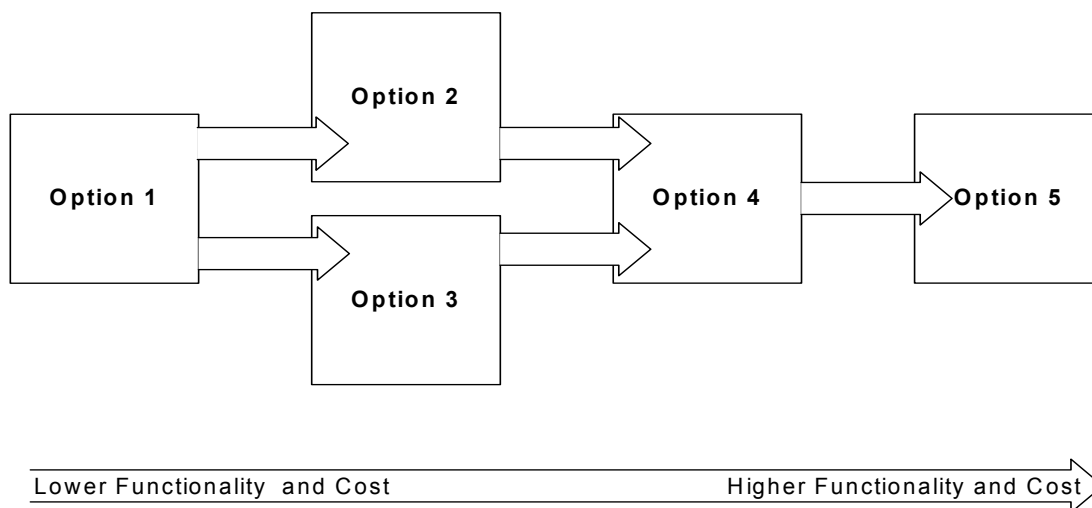 Option 2
Option 1
Option 4
Option 5
Option 3
Lower Functionality and Cost
Higher Functionality and Cost